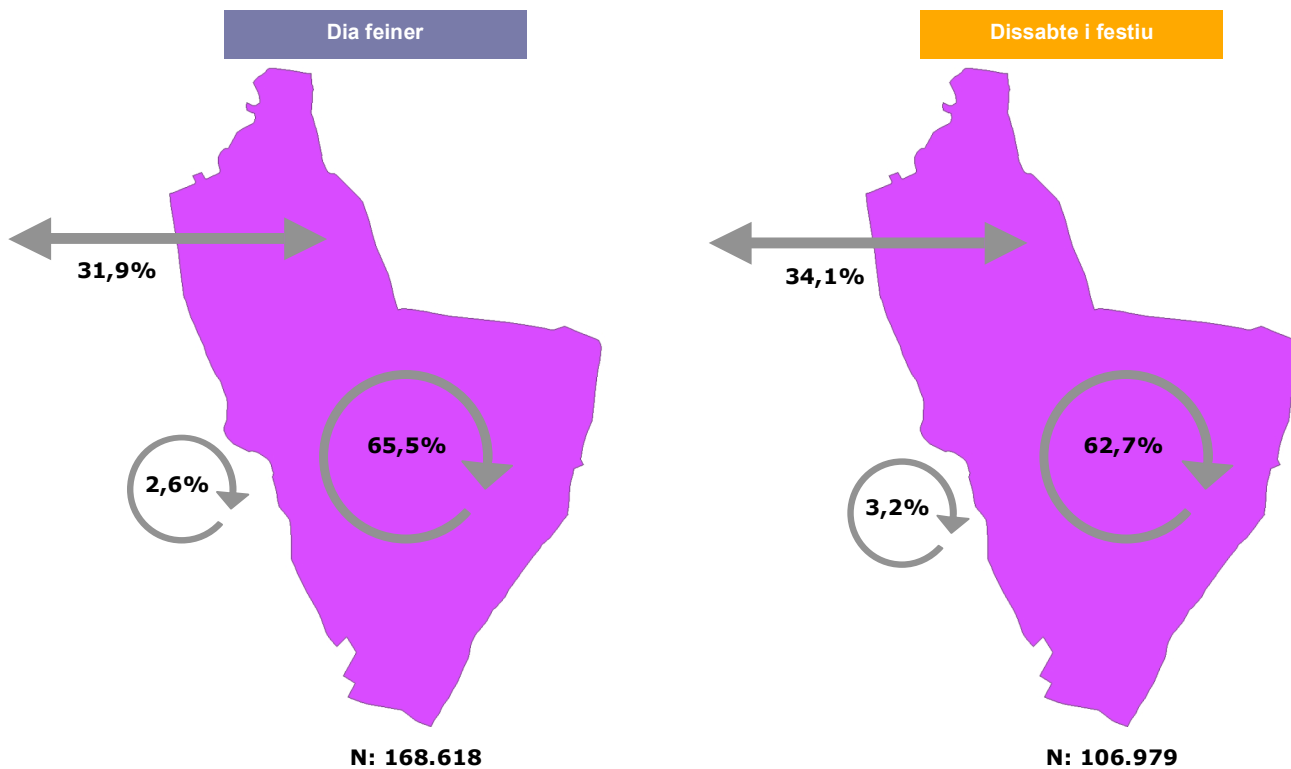 Dia feiner
31,9%
65,5%
2,6%
N: 168.618
Dissabte i festiu
34,1%
62,7%
3,2%
N: 106.979